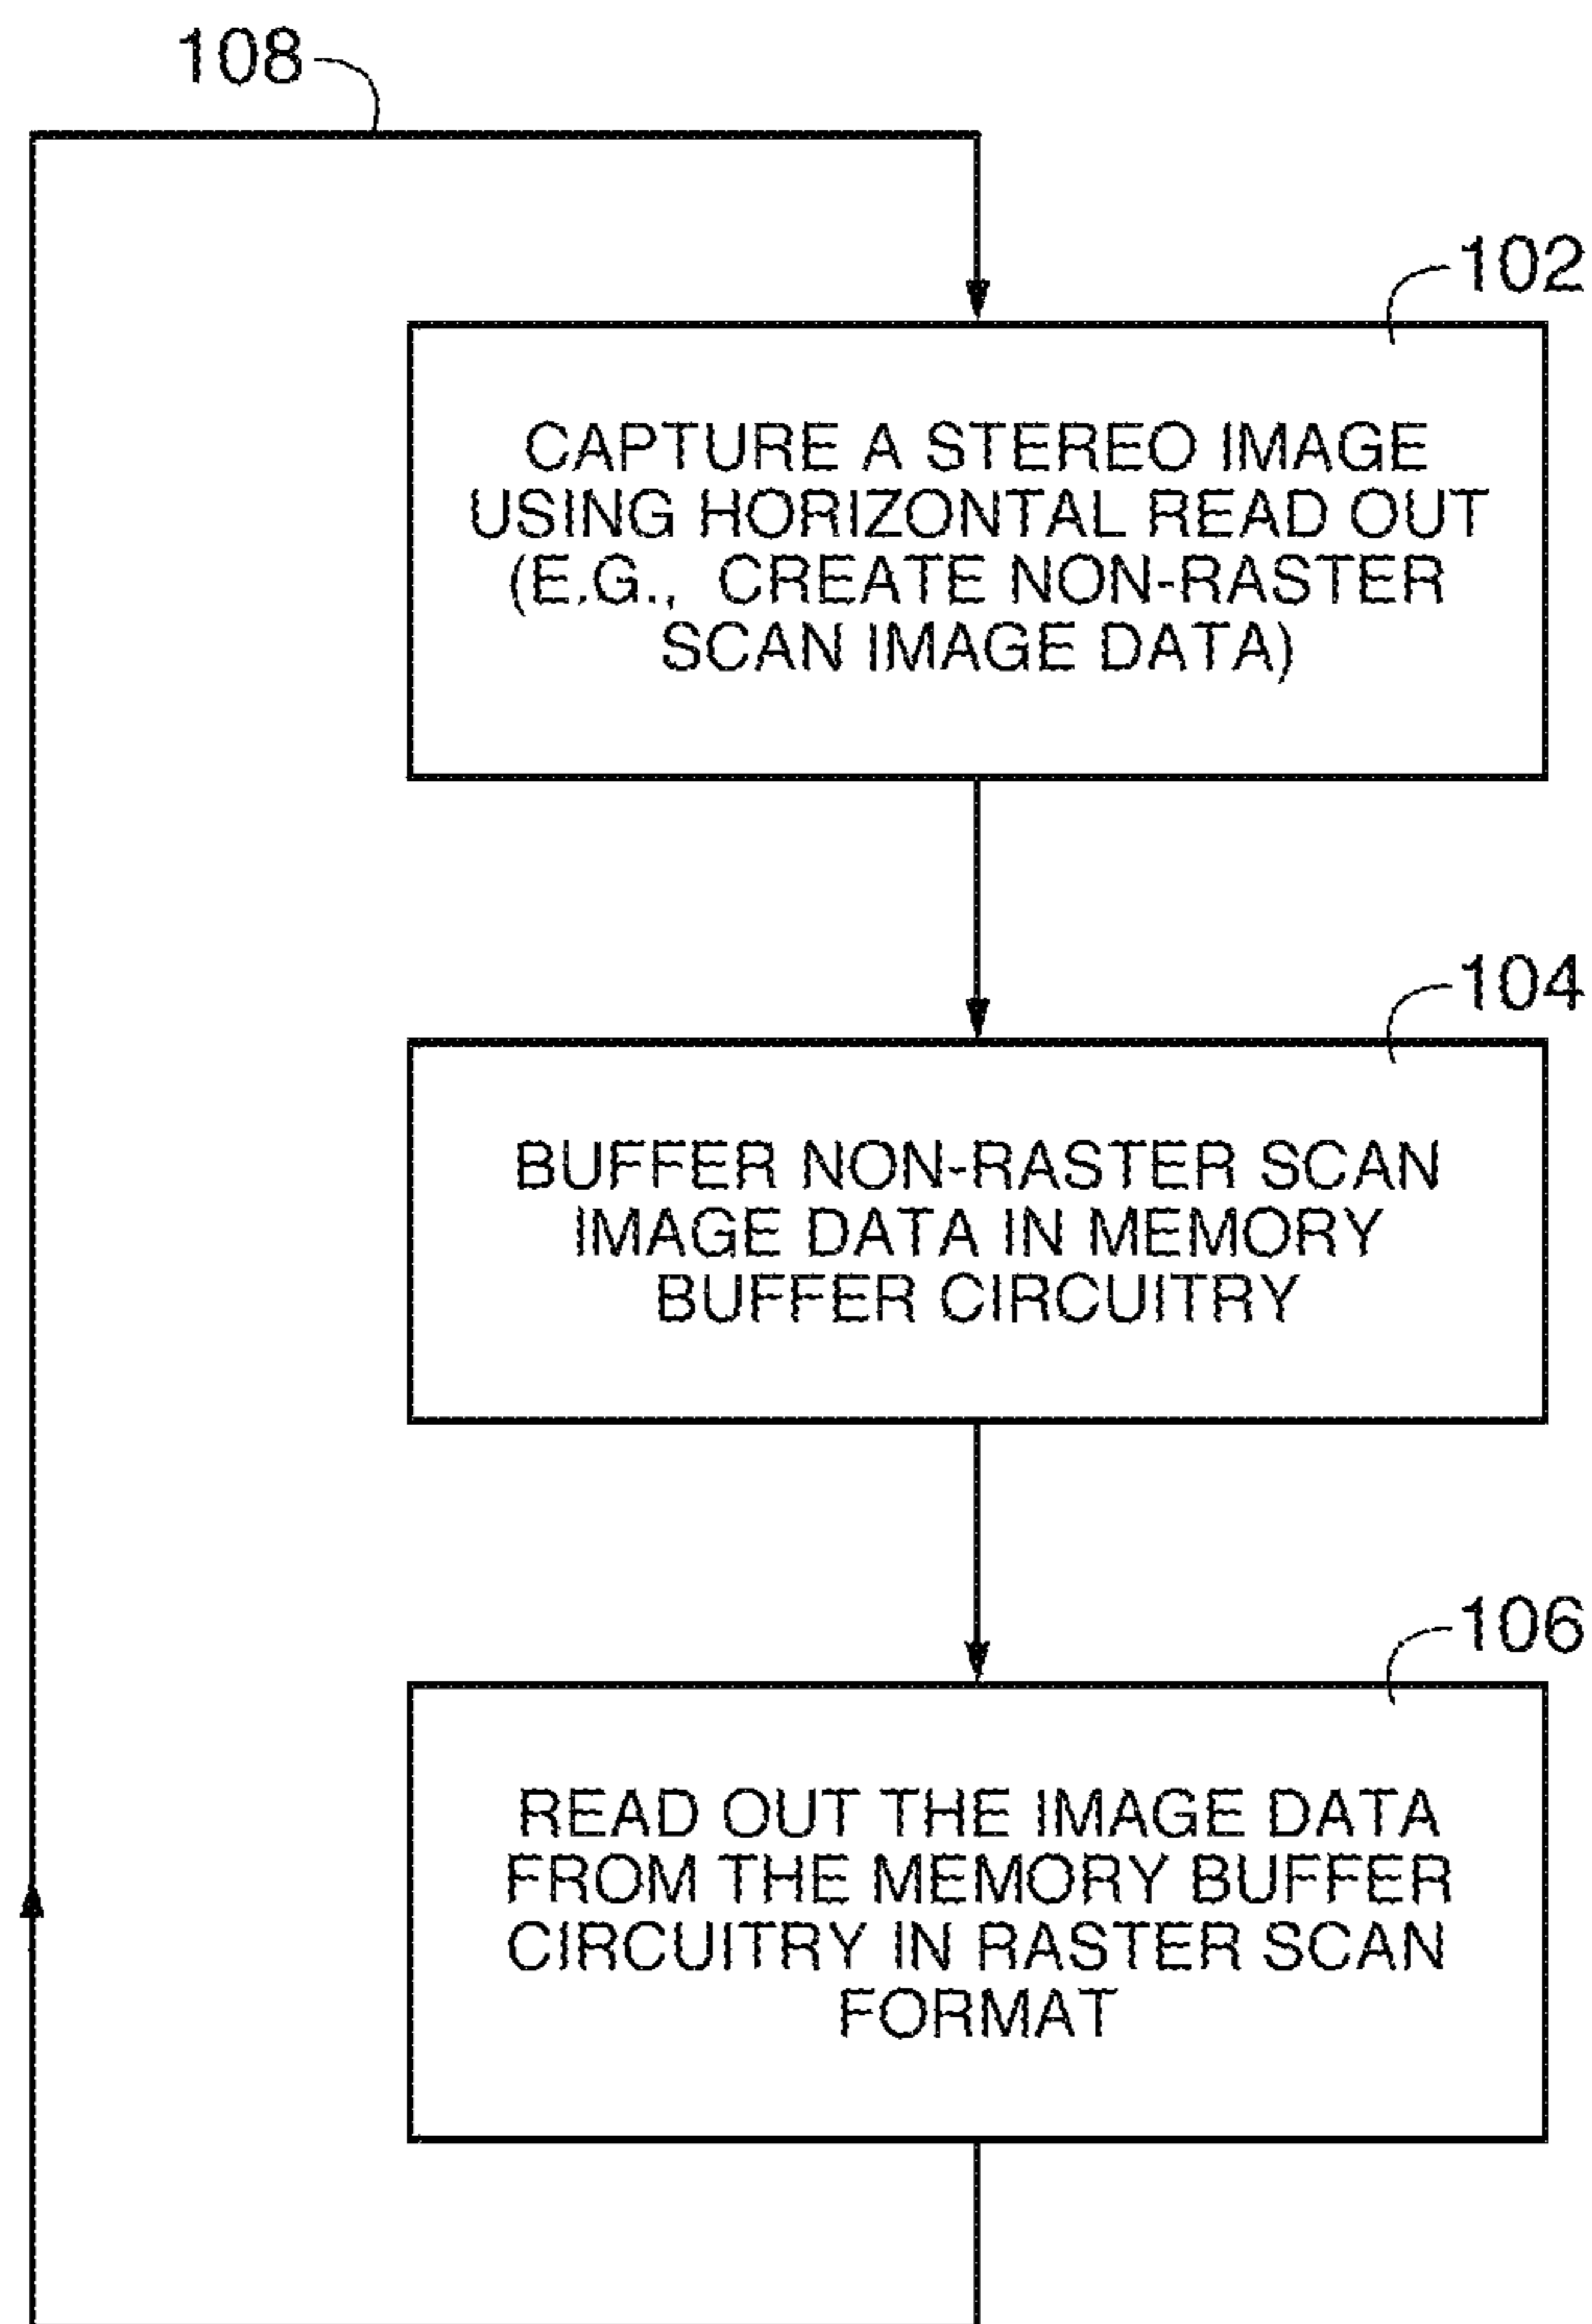 108
102
CAPTURE A STEREO IMAGE
USING HORIZONTAL READ OUT
(E.G., CREATE NON-RASTER
SCAN IMAGE DATA)
104
BUFFER NON-RASTER SCAN
IMAGE DATA IN MEMORY
BUFFER CIRCUITRY
106
READ OUT THE IMAGE DATA
FROM THE MEMORY BUFFER
CIRCUITRY IN RASTER SCAN
FORMAT